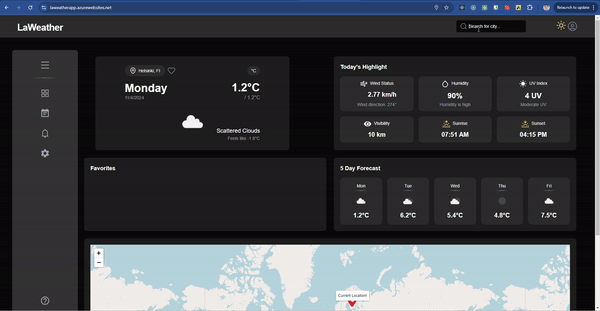 laweatherapp.azurewebsites.net
Relaunch to update
LaWeather
Search for city...
Helsinki, FI
°C
Monday
11/4/2024
1.2°C
/ 1.2°C
Scattered Clouds
Feels like -1.8°C
Today's Highlight
Wind Status
2.77 km/h
Wind direction 274°
Humidity
90%
Humidity is high
UV Index
4 UV
Moderate UV
Visibility
10 km
Sunrise
07:51 AM
Sunset
04:15 PM
Favorites
5 Day Forecast
Mon
1.2°C
Tue
6.2°C
Wed
5.4°C
Thu
4.8°C
Fri
7.5°C
+
−
Current Location!